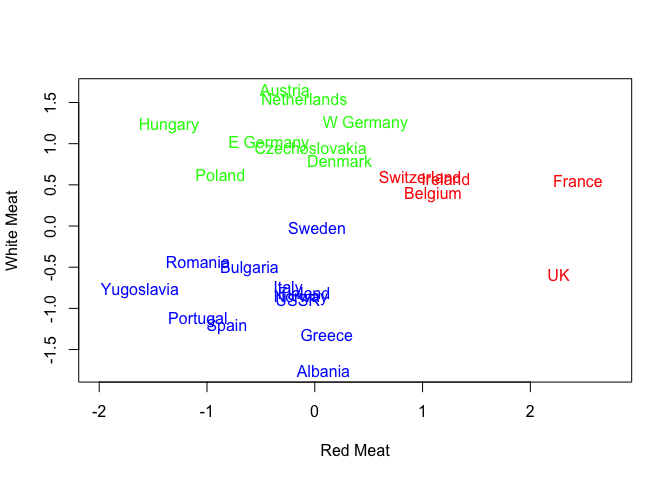 White Meat
1.5
1.0
0.5
0.0
-0.5
-1.0
-1.5
Austria
Netherlands
Hungary
W Germany
E Germany
Czechoslovakia
Denmark
Poland
Switzerland
Ireland
France
Belgium
Sweden
Romania
Bulgaria
UK
Italy
Yugoslavia
Finland
Norway
USSR
Portugal
Spain
Greece
Albania
-2 -1 0 1 2
Red Meat